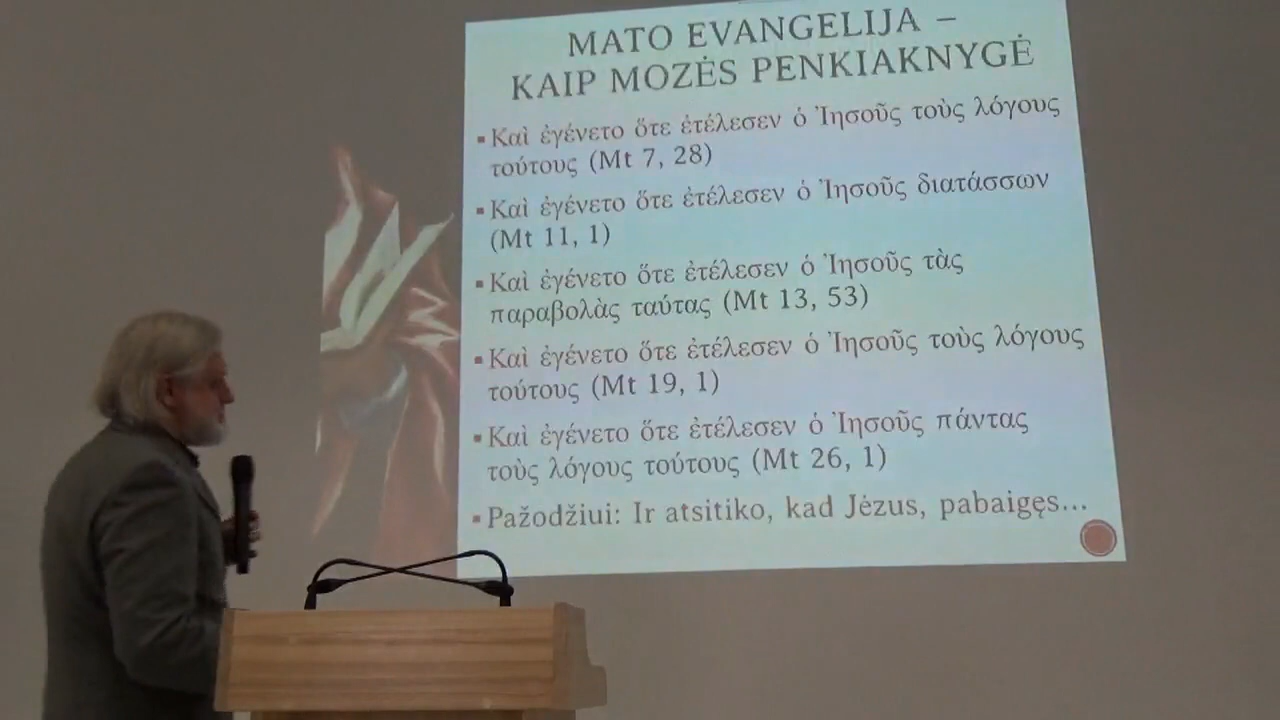 MATO EVANGELIJA –
KAIP MOZĖS PENKIAKNYGĖ
▪ Καὶ ἐγένετο ὅτε ἐτέλεσεν ὁ Ἰησοῦς τοὺς λόγους
τούτους (Mt 7, 28)
▪ Καὶ ἐγένετο ὅτε ἐτέλεσεν ὁ Ἰησοῦς διατάσσων
(Mt 11, 1)
▪ Καὶ ἐγένετο ὅτε ἐτέλεσεν ὁ Ἰησοῦς τὰς
παραβολὰς ταύτας (Mt 13, 53)
▪ Καὶ ἐγένετο ὅτε ἐτέλεσεν ὁ Ἰησοῦς τοὺς λόγους
τούτους (Mt 19, 1)
▪ Καὶ ἐγένετο ὅτε ἐτέλεσεν ὁ Ἰησοῦς πάντας
τοὺς λόγους τούτους (Mt 26, 1)
▪ Pažodžiui: Ir atsitiko, kad Jėzus, pabaigęs...